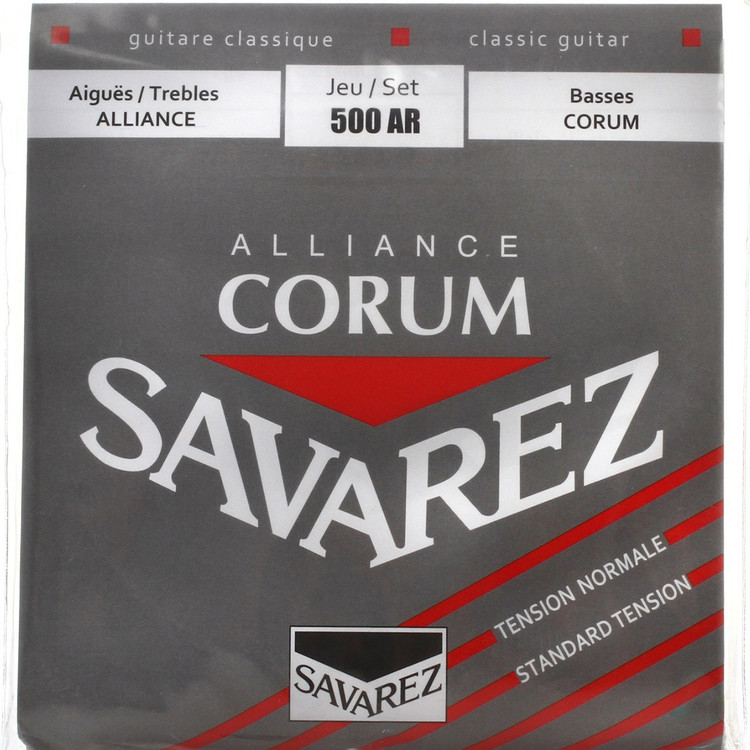 guitare classique
classic guitar
Aiguës / Trebles
ALLIANCE
Jeu / Set
500 AR
Basses
CORUM
ALLIANCE
CORUM
SAVAREZ
TENSION NORMALE
STANDARD TENSION
SAVAREZ